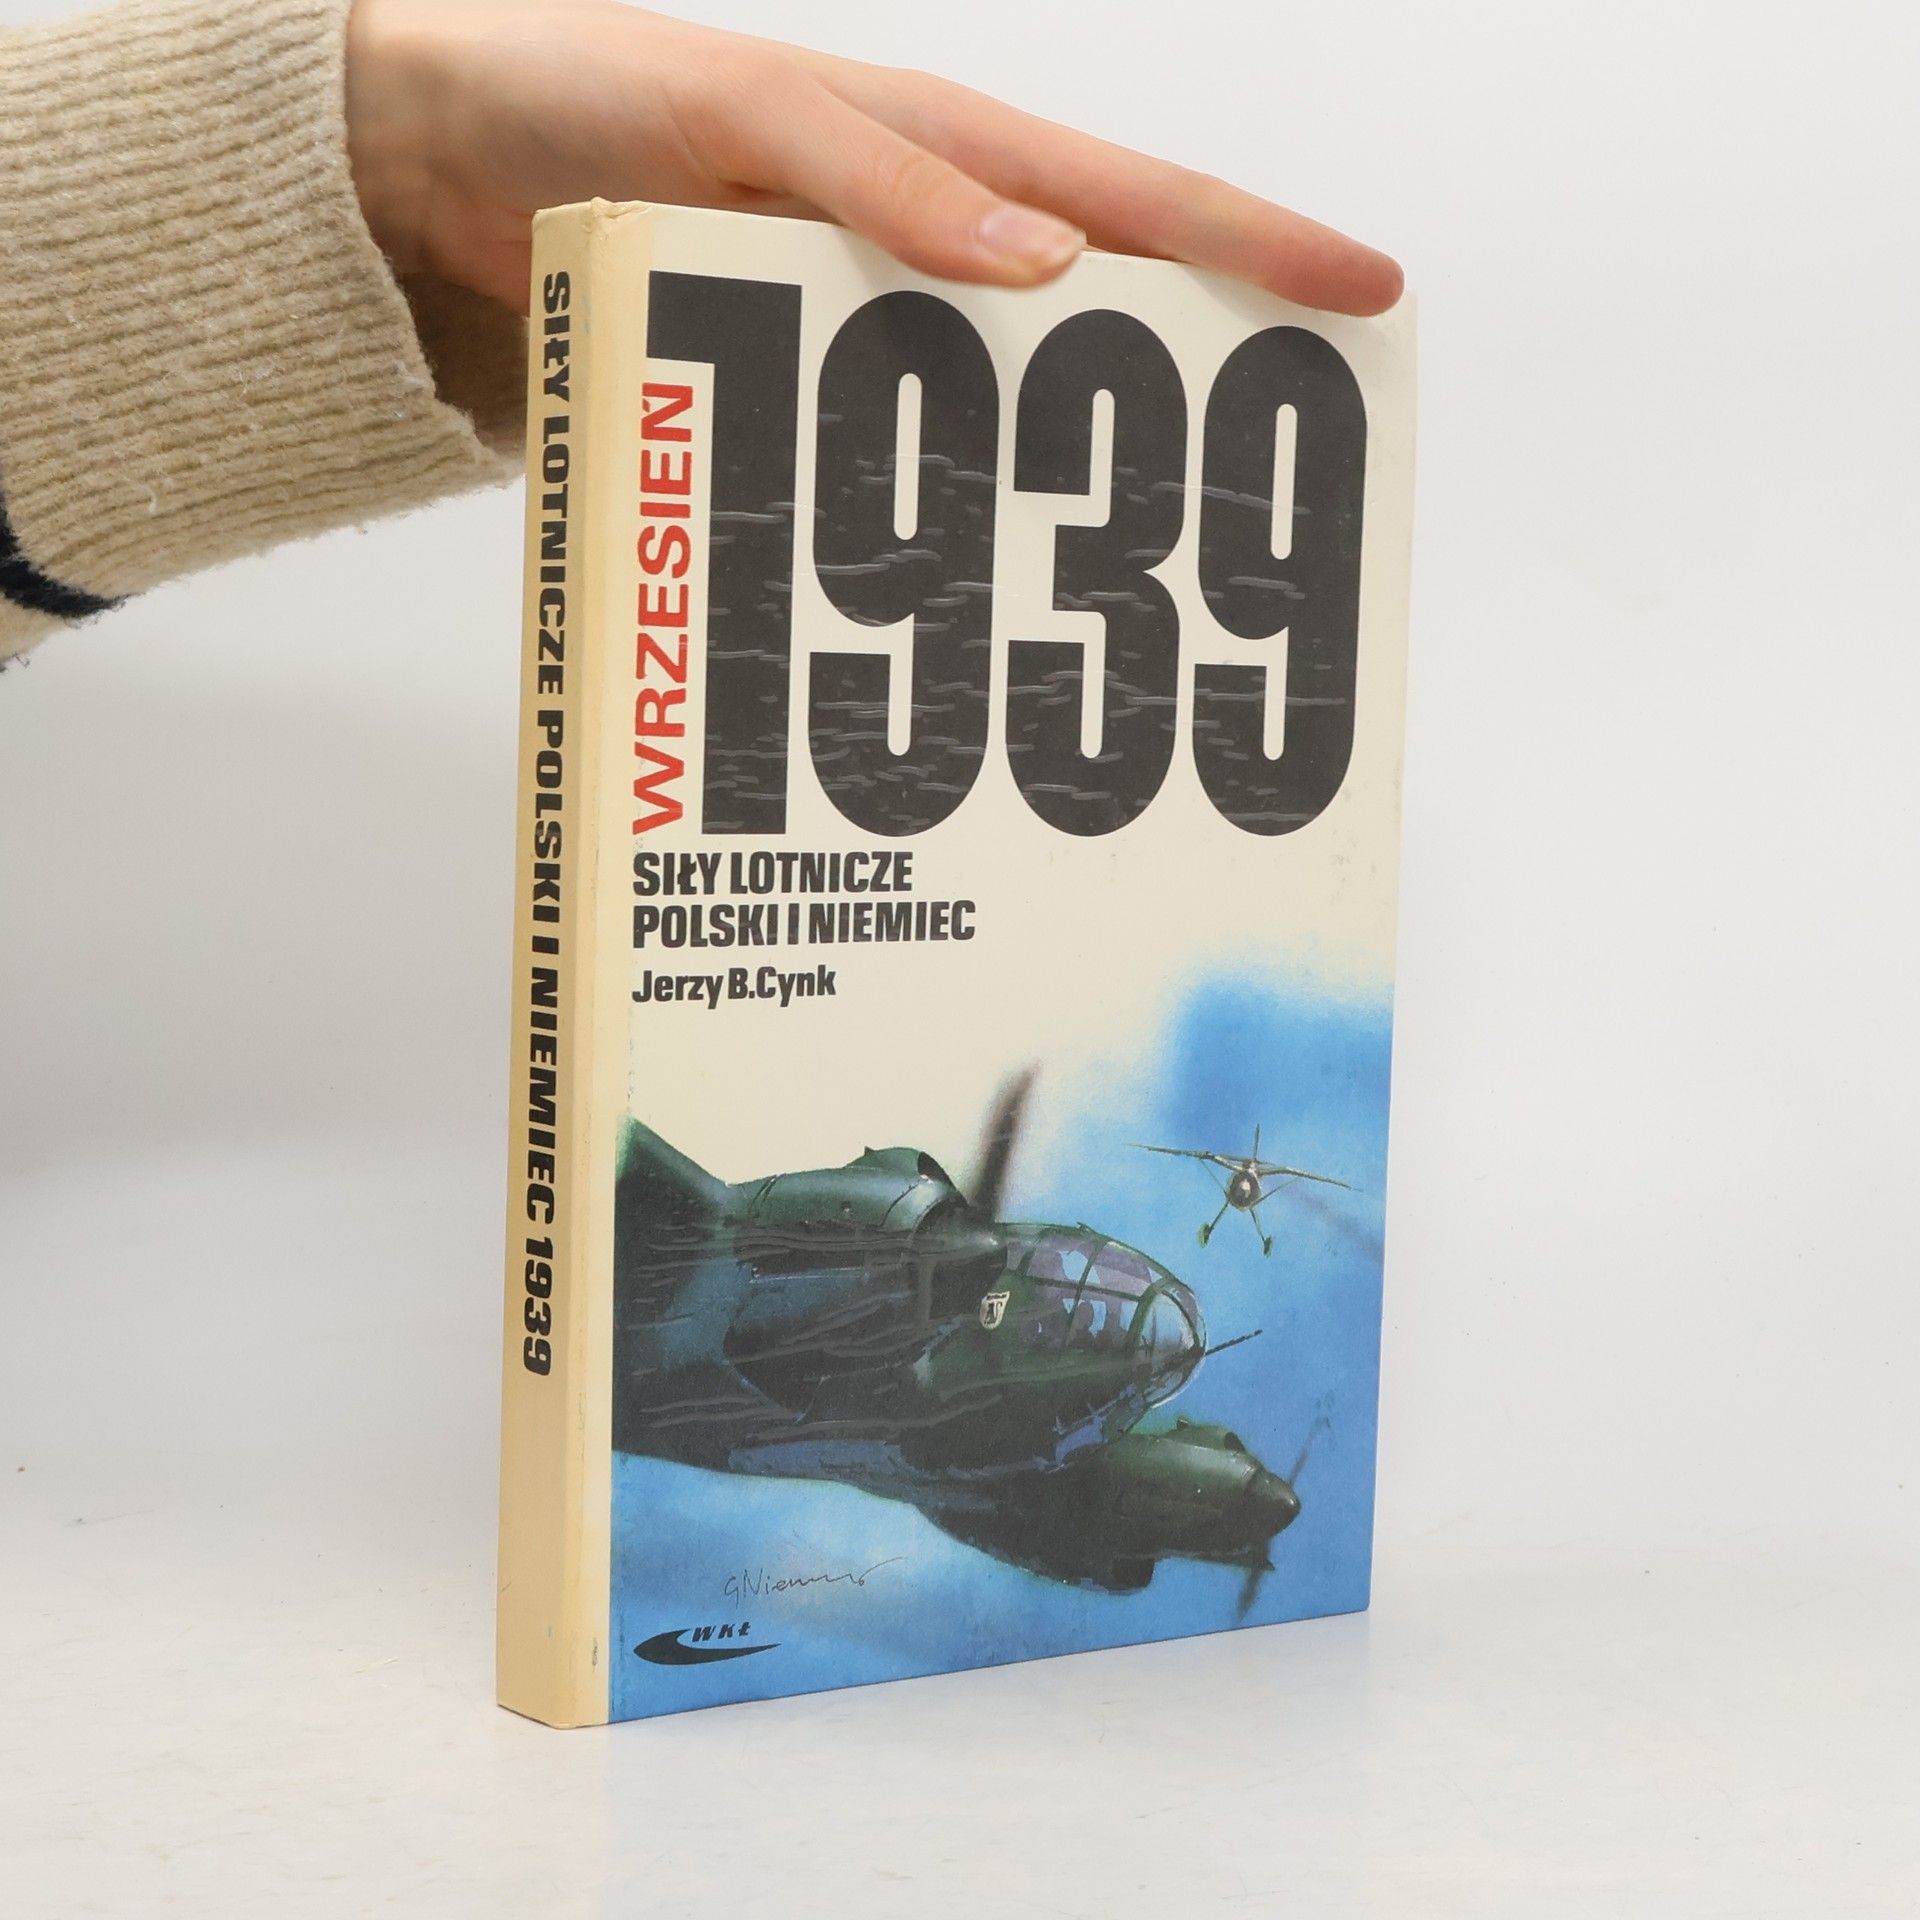 SIŁY LOTNICZE POLSKI I NIEMIEC 1939
WRZESIEŃ
1939
SIŁY LOTNICZE
POLSKI I NIEMIEC
Jerzy B. Cynk
WKŁ